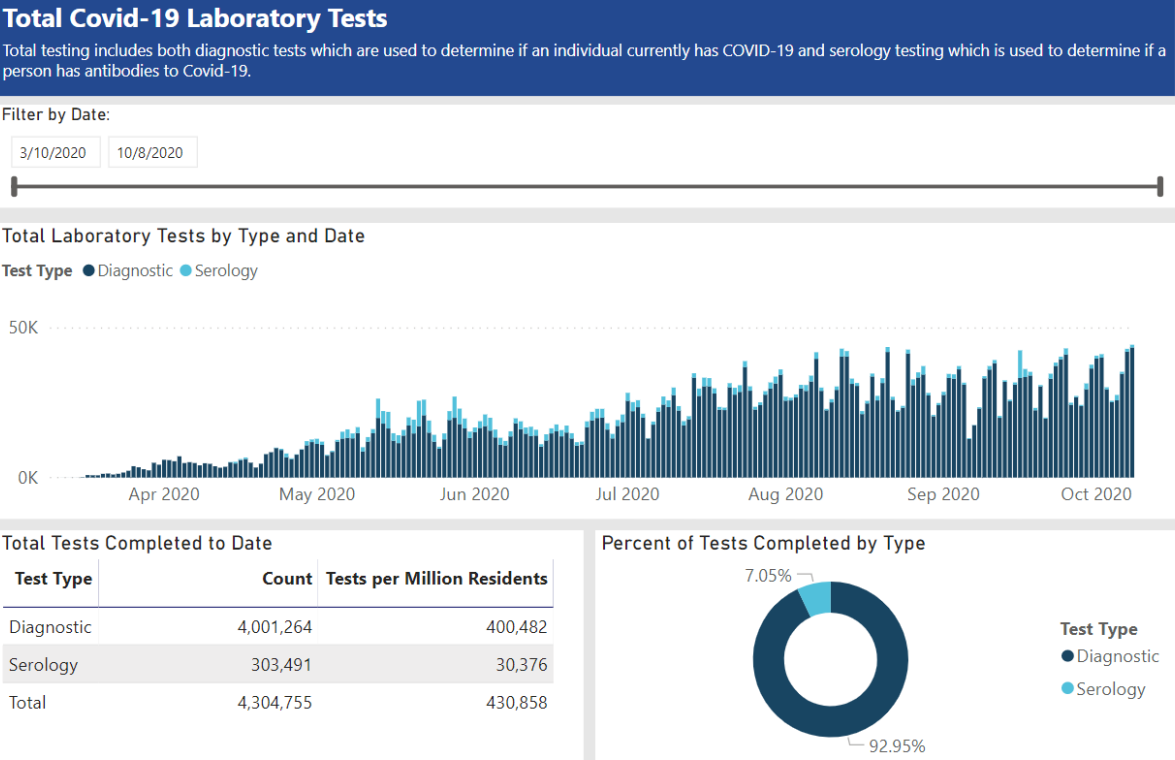 Total Covid-19 Laboratory Tests
Total testing includes both diagnostic tests which are used to determine if an individual currently has COVID-19 and serology testing which is used to determine if a
person has antibodies to Covid-19.
Filter by Date:
3/10/2020 10/8/2020
Total Laboratory Tests by Type and Date
Test Type Diagnostic Serology
50K
0K
Apr 2020 May 2020 Jun 2020 Jul 2020 Aug 2020 Sep 2020 Oct 2020
Total Tests Completed to Date
Test Type Count Tests per Million Residents
Diagnostic 4,001,264 400,482
Serology 303,491 30,376
Total 4,304,755 430,858
Percent of Tests Completed by Type
7.05%
92.95%
Test Type
Diagnostic
Serology